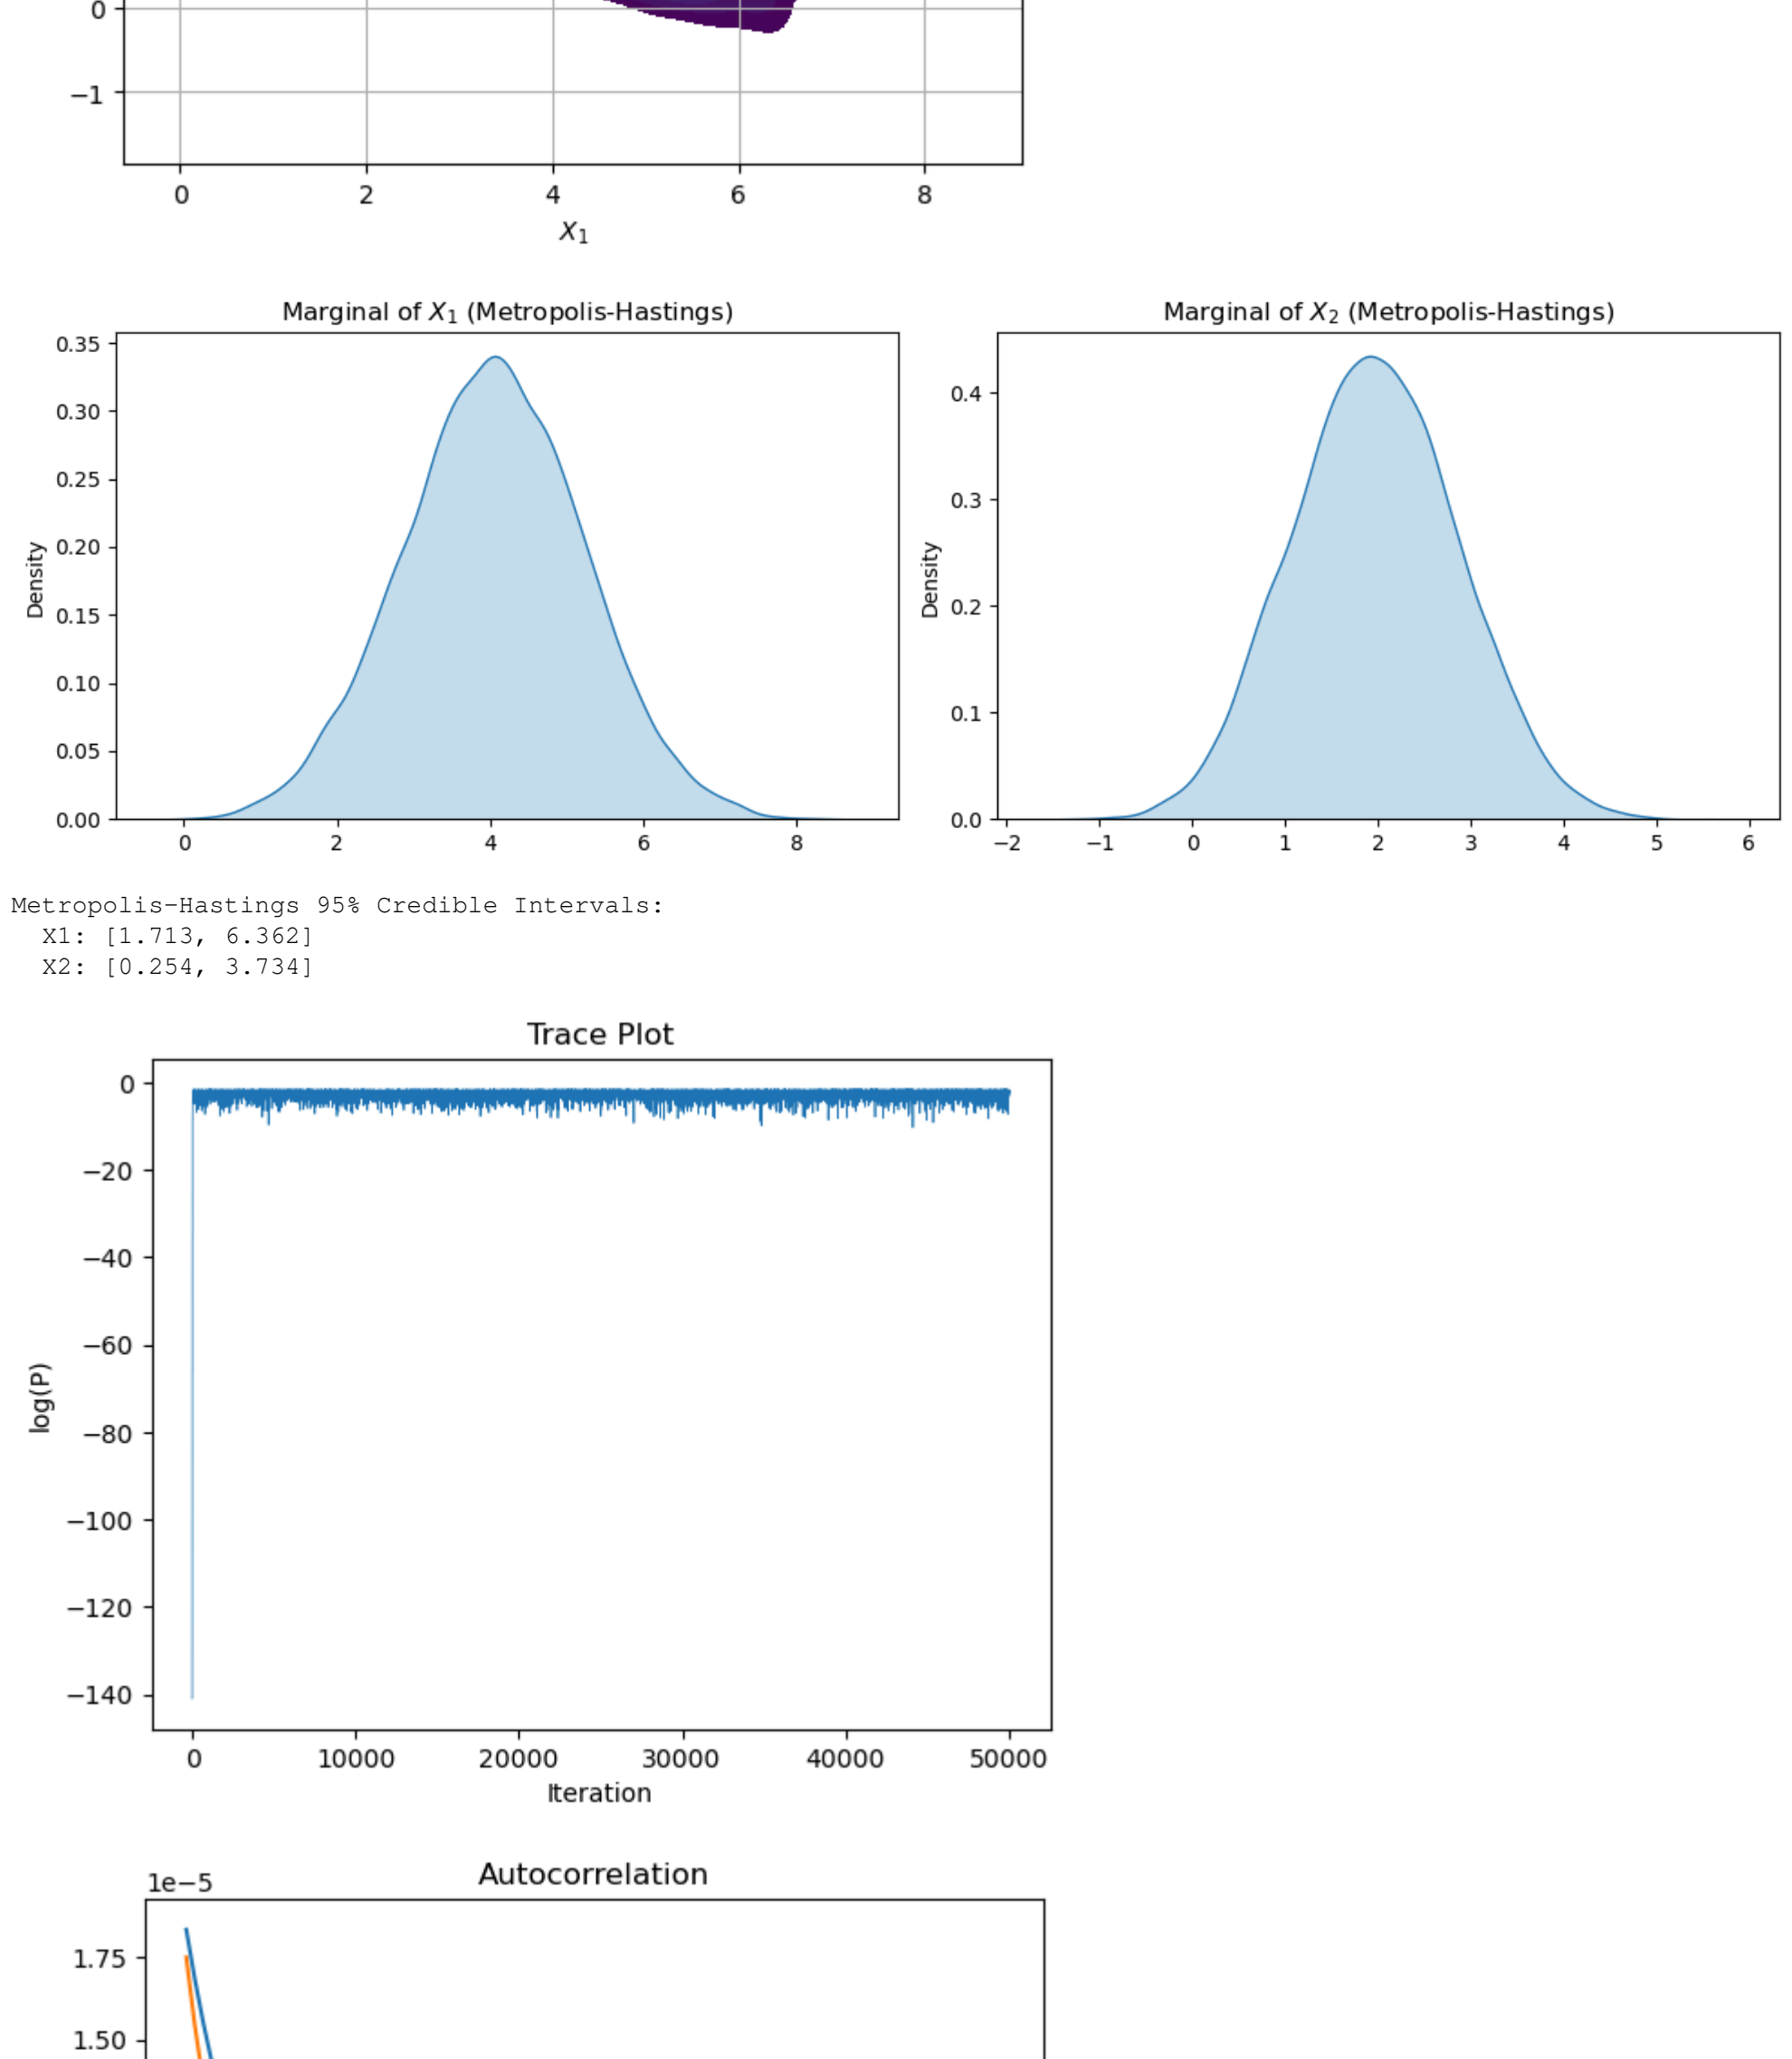 0
−1
0 2 4 6 8
X₁
Marginal of X₁ (Metropolis-Hastings)
0.35
0.30
0.25
0.20
0.15
0.10
0.05
0.00
Density
0 2 4 6 8
Marginal of X₂ (Metropolis-Hastings)
0.4
0.3
0.2
0.1
0.0
Density
−2 −1 0 1 2 3 4 5 6
Metropolis-Hastings 95% Credible Intervals:
X1: [1.713, 6.362]
X2: [0.254, 3.734]
Trace Plot
0
−20
−40
−60
−80
−100
−120
−140
log(P)
0 10000 20000 30000 40000 50000
Iteration
Autocorrelation
1e−5
1.75
1.50